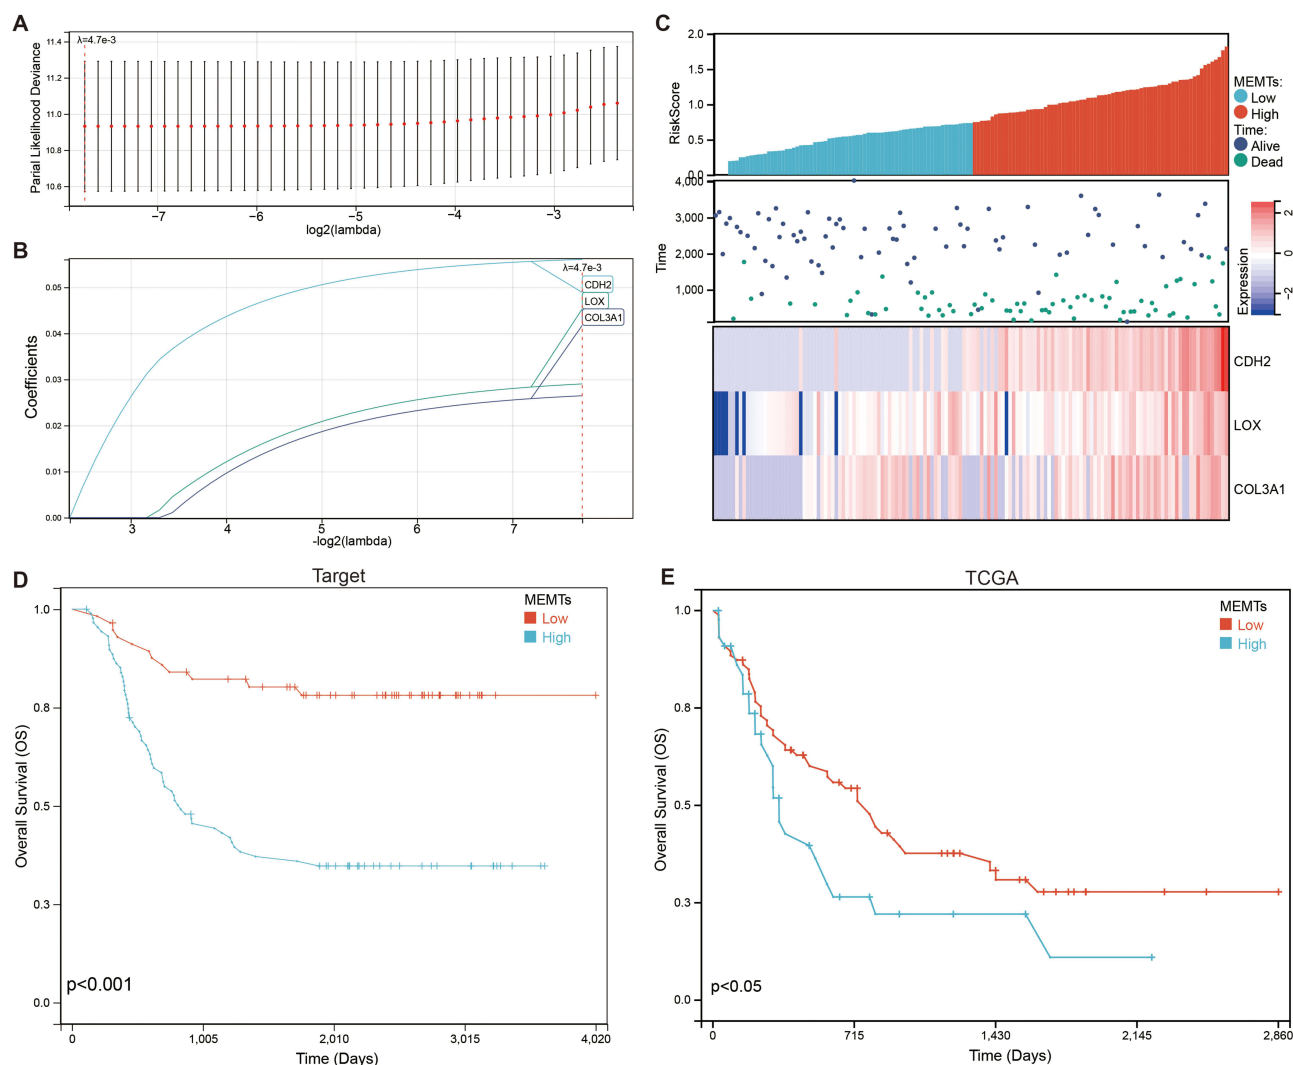 A
λ=4.7e-3
11.4
11.2
11.0
10.8
10.6
Parial Likelihood Deviance
−7
−6
−5
−4
−3
log2(lambda)
B
λ=4.7e-3
CDH2
LOX
COL3A1
0.05
0.04
0.03
0.02
0.01
0.00
Coefficients
3
4
5
6
7
-log2(lambda)
C
2.0
1.5
1.0
0.5
0.0
RiskScore
MEMTs:
Low
High
Time:
Alive
Dead
4,000
3,000
2,000
1,000
Time
Expression
2
0
−2
CDH2
LOX
COL3A1
D
Target
MEMTs
Low
High
1.0
0.8
0.5
0.3
0.0
Overall Survival (OS)
p<0.001
0
1,005
2,010
3,015
4,020
Time (Days)
E
TCGA
MEMTs
Low
High
1.0
0.8
0.5
0.3
0.0
Overall Survival (OS)
p<0.05
0
715
1,430
2,145
2,860
Time (Days)